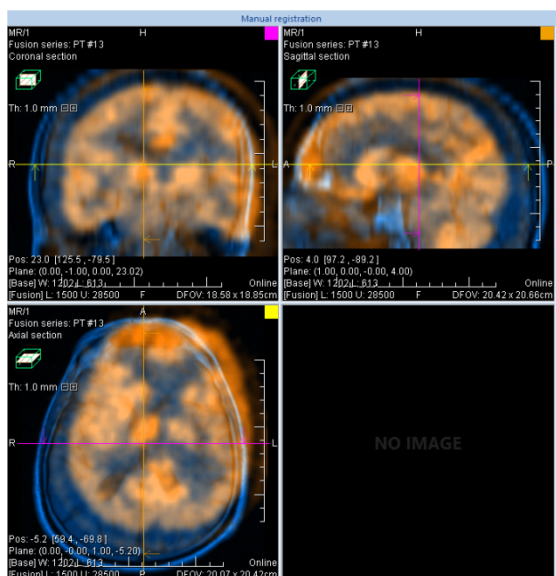 Manual registration
MR/1
H
Fusion series: PT #13
Coronal section
Th: 1.0 mm
R
L
Pos: 23.0 [125.5, -79.5]
Plane: (0.00, -1.00, 0.00, 23.02)
[Base] W: 1202 L: 613
Online
[Fusion] L: 1500 U: 28500
F
DFOV: 18.58 x 18.85cm
MR/1
H
Fusion series: PT #13
Sagittal section
Th: 1.0 mm
A
P
Pos: 4.0 [97.2, -89.2]
Plane: (1.00, 0.00, -0.00, 4.00)
[Base] W: 1202 L: 613
Online
[Fusion] L: 1500 U: 28500
F
DFOV: 20.42 x 20.66cm
MR/1
A
Fusion series: PT #13
Axial section
Th: 1.0 mm
R
L
Pos: -5.2 [59.4, -69.8]
Plane: (0.00, -0.00, 1.00, -5.20)
[Base] W: 1202 L: 613
Online
[Fusion] L: 1500 U: 28500
P
DFOV: 20.07 x 20.42cm
NO IMAGE